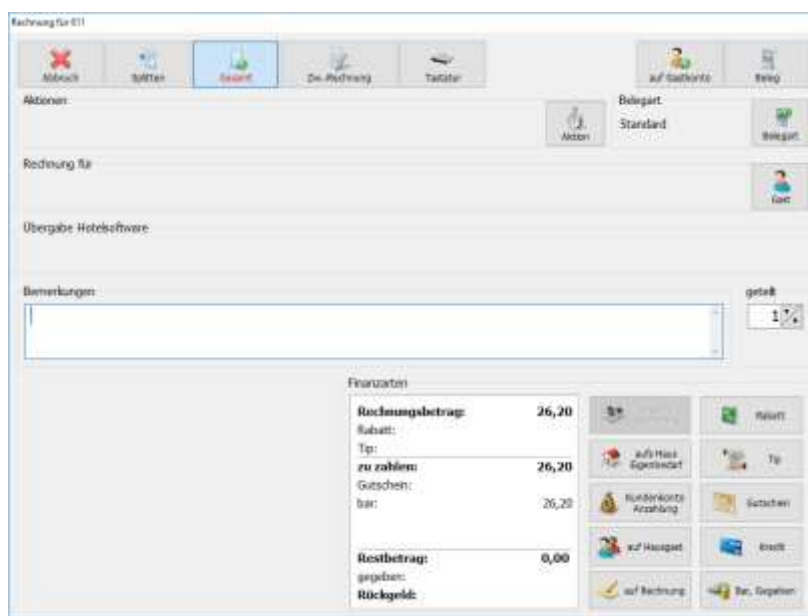 Rechnung für 611
Abbruch
Splitten
Gesamt
Zw.-Rechnung
Tastatur
auf Gastkonto
Beleg
Aktionen
Aktion
Belegart
Standard
Belegart
Rechnung für
Gast
Übergabe Hotelsoftware
Bemerkungen
geteilt
1
Finanzarten
Rechnungsbetrag: 26,20
Rabatt:
Tip:
zu zahlen: 26,20
Gutschein:
bar: 26,20
Restbetrag: 0,00
gegeben:
Rückgeld:
Rabatt
aufs Haus
Eigenbedarf
Tip
Kundenkonto
Anzahlung
Gutschein
auf Hausgast
Kredit
auf Rechnung
Bar, Gegeben